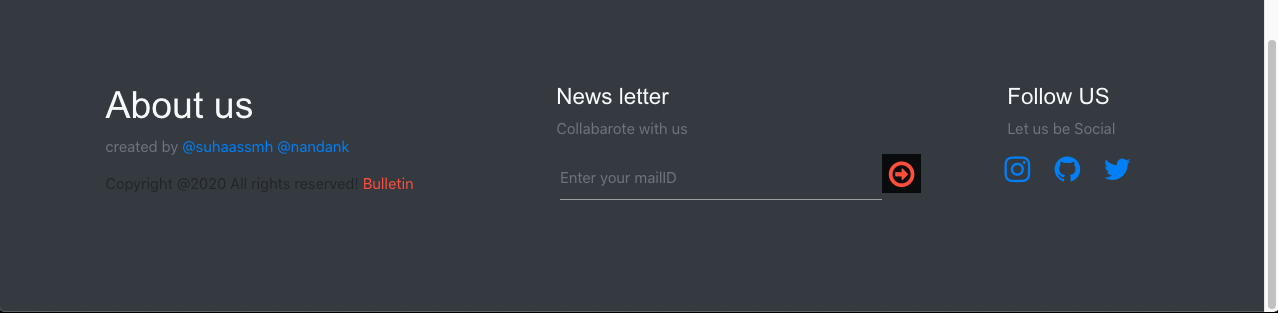 About us
created by @suhaassmh @nandank
Copyright @2020 All rights reserved! Bulletin
News letter
Collabarote with us
Enter your mailID
Follow US
Let us be Social